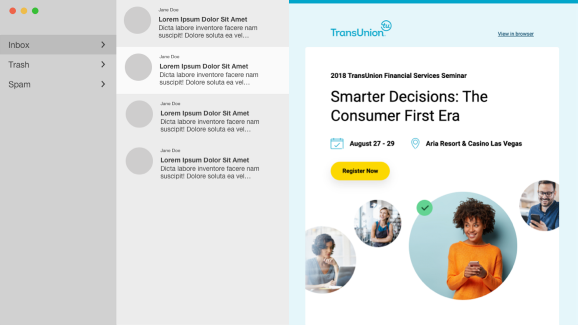 Inbox
Trash
Spam
Jane Doe
Lorem Ipsum Dolor Sit Amet
Dicta labore inventore facere nam
suscipit! Dolore soluta ea vel...
Jane Doe
Lorem Ipsum Dolor Sit Amet
Dicta labore inventore facere nam
suscipit! Dolore soluta ea vel...
Jane Doe
Lorem Ipsum Dolor Sit Amet
Dicta labore inventore facere nam
suscipit! Dolore soluta ea vel...
Jane Doe
Lorem Ipsum Dolor Sit Amet
Dicta labore inventore facere nam
suscipit! Dolore soluta ea vel...
TransUnion tu
View in browser
2018 TransUnion Financial Services Seminar
Smarter Decisions: The
Consumer First Era
August 27 - 29
Aria Resort & Casino Las Vegas
Register Now